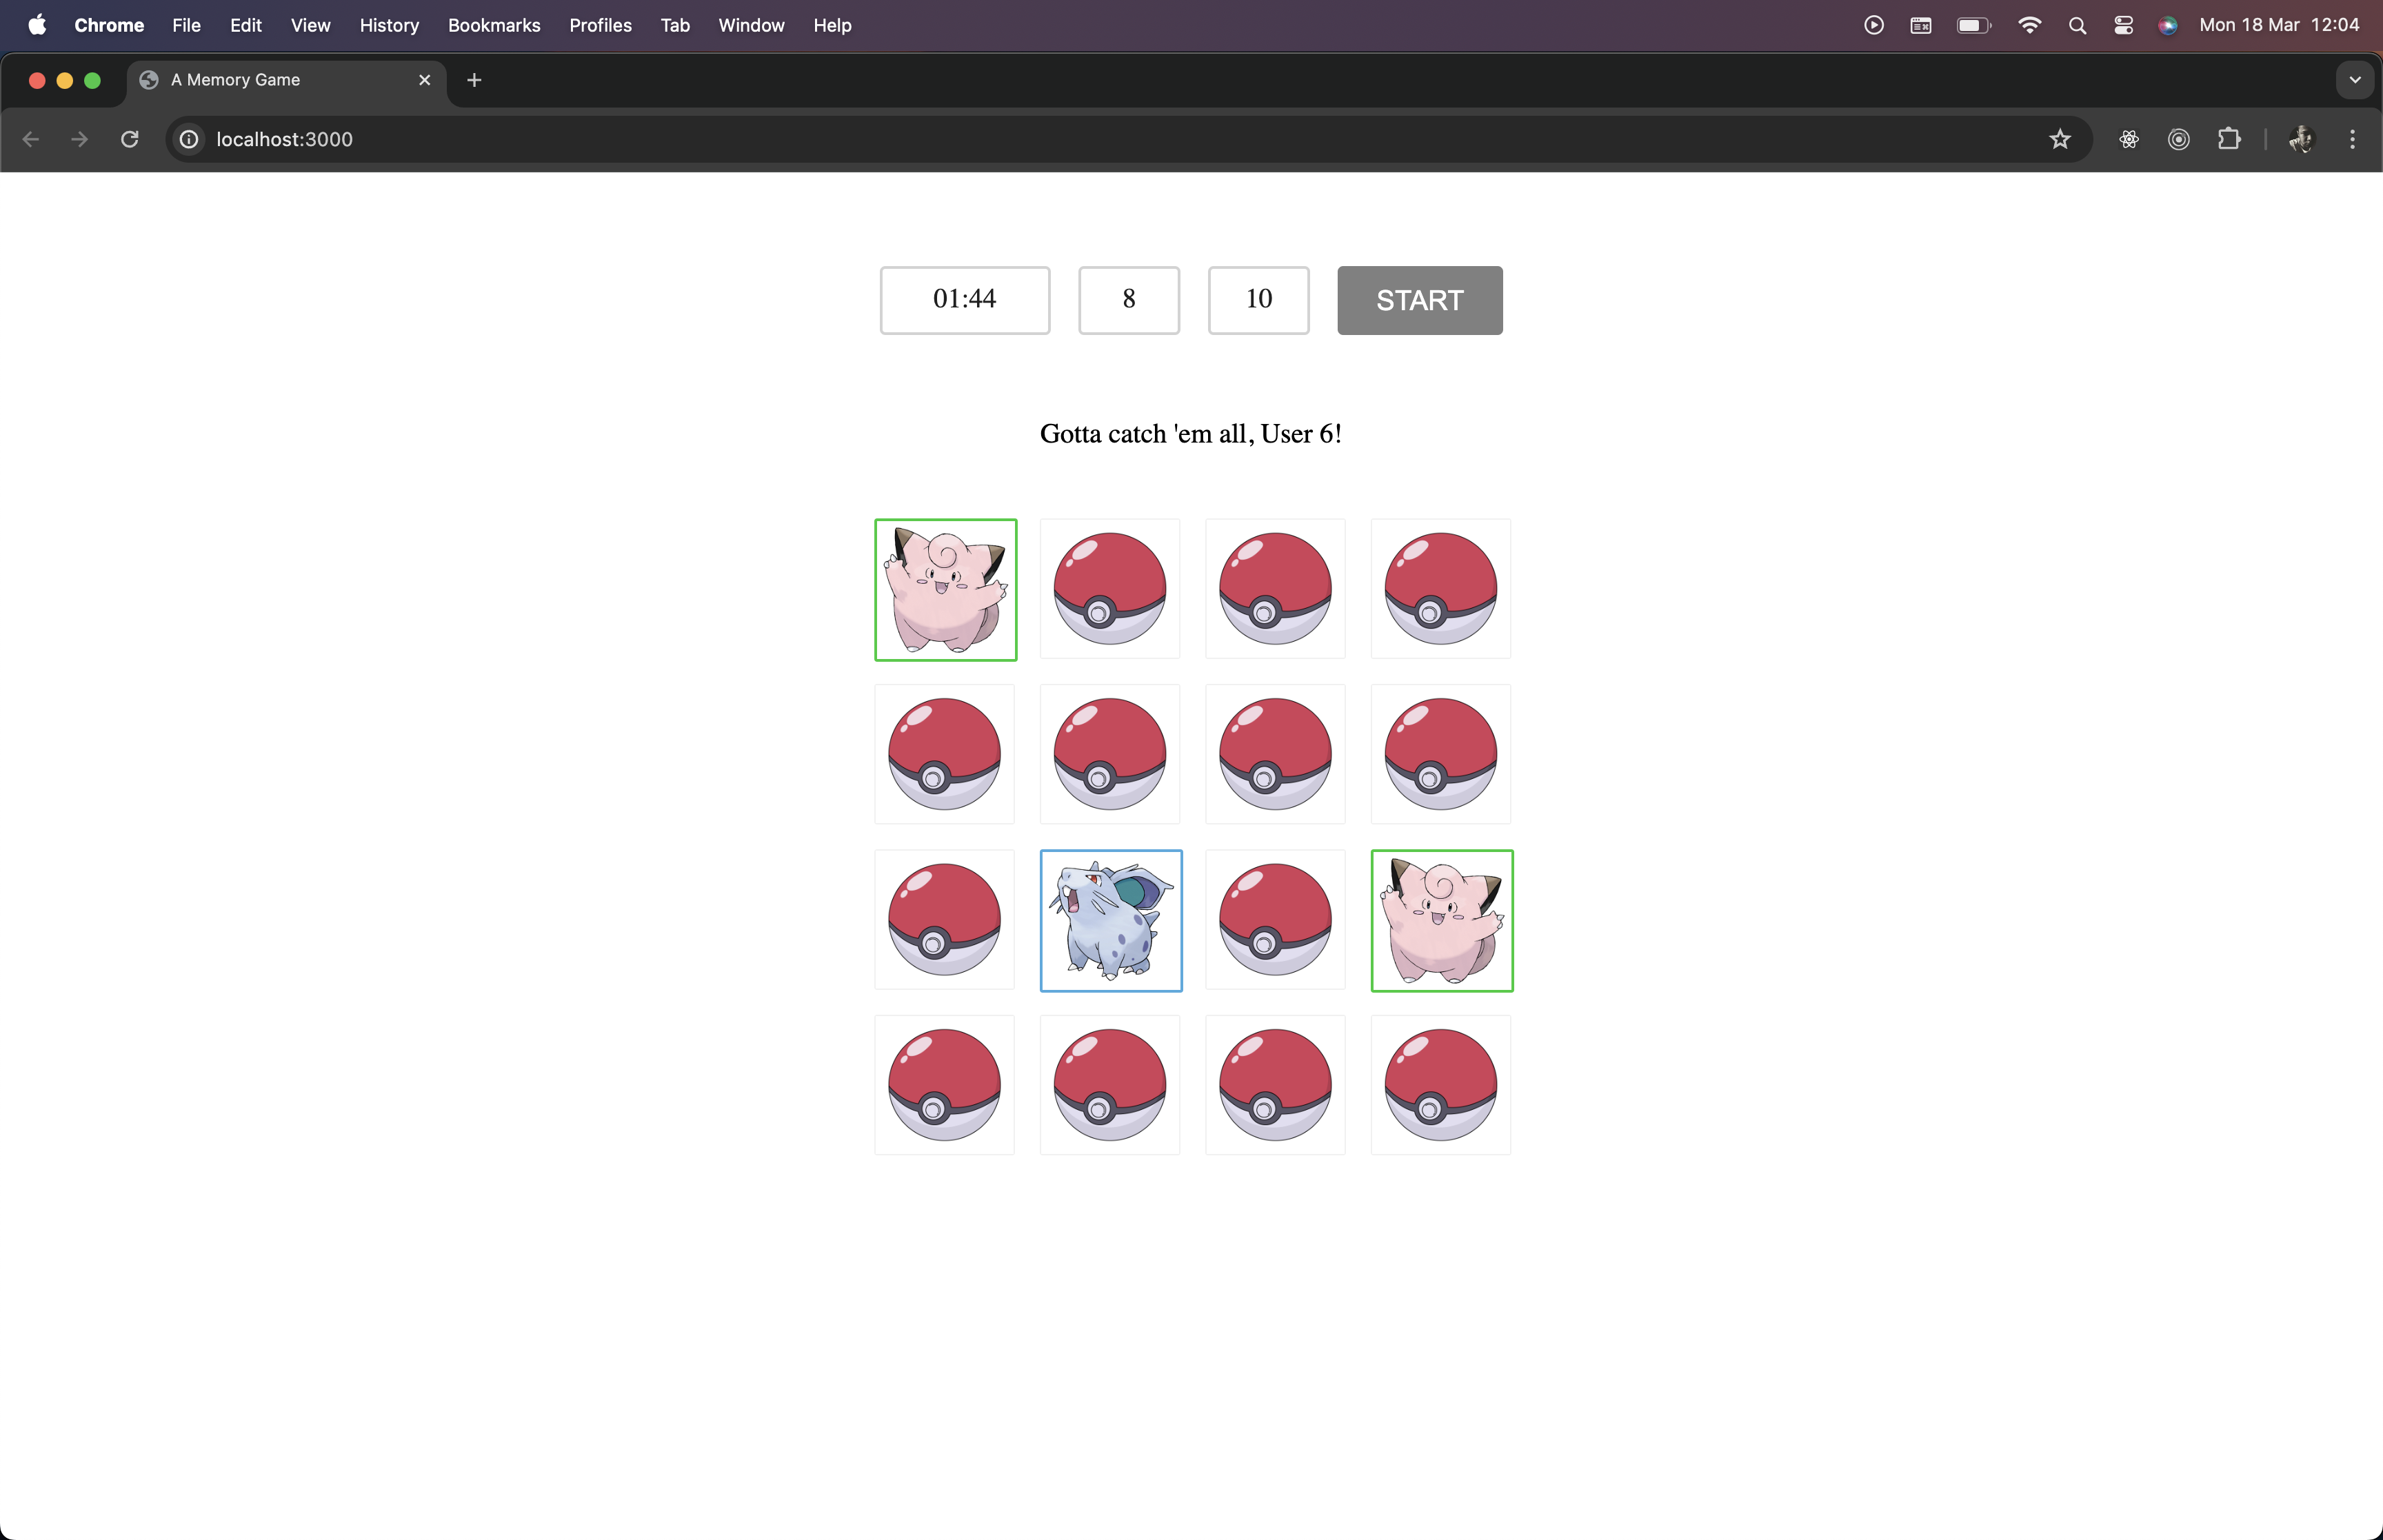 Chrome File Edit View History Bookmarks Profiles Tab Window Help Mon 18 Mar 12:04
A Memory Game
localhost:3000
01:44 8 10 START
Gotta catch 'em all, User 6!